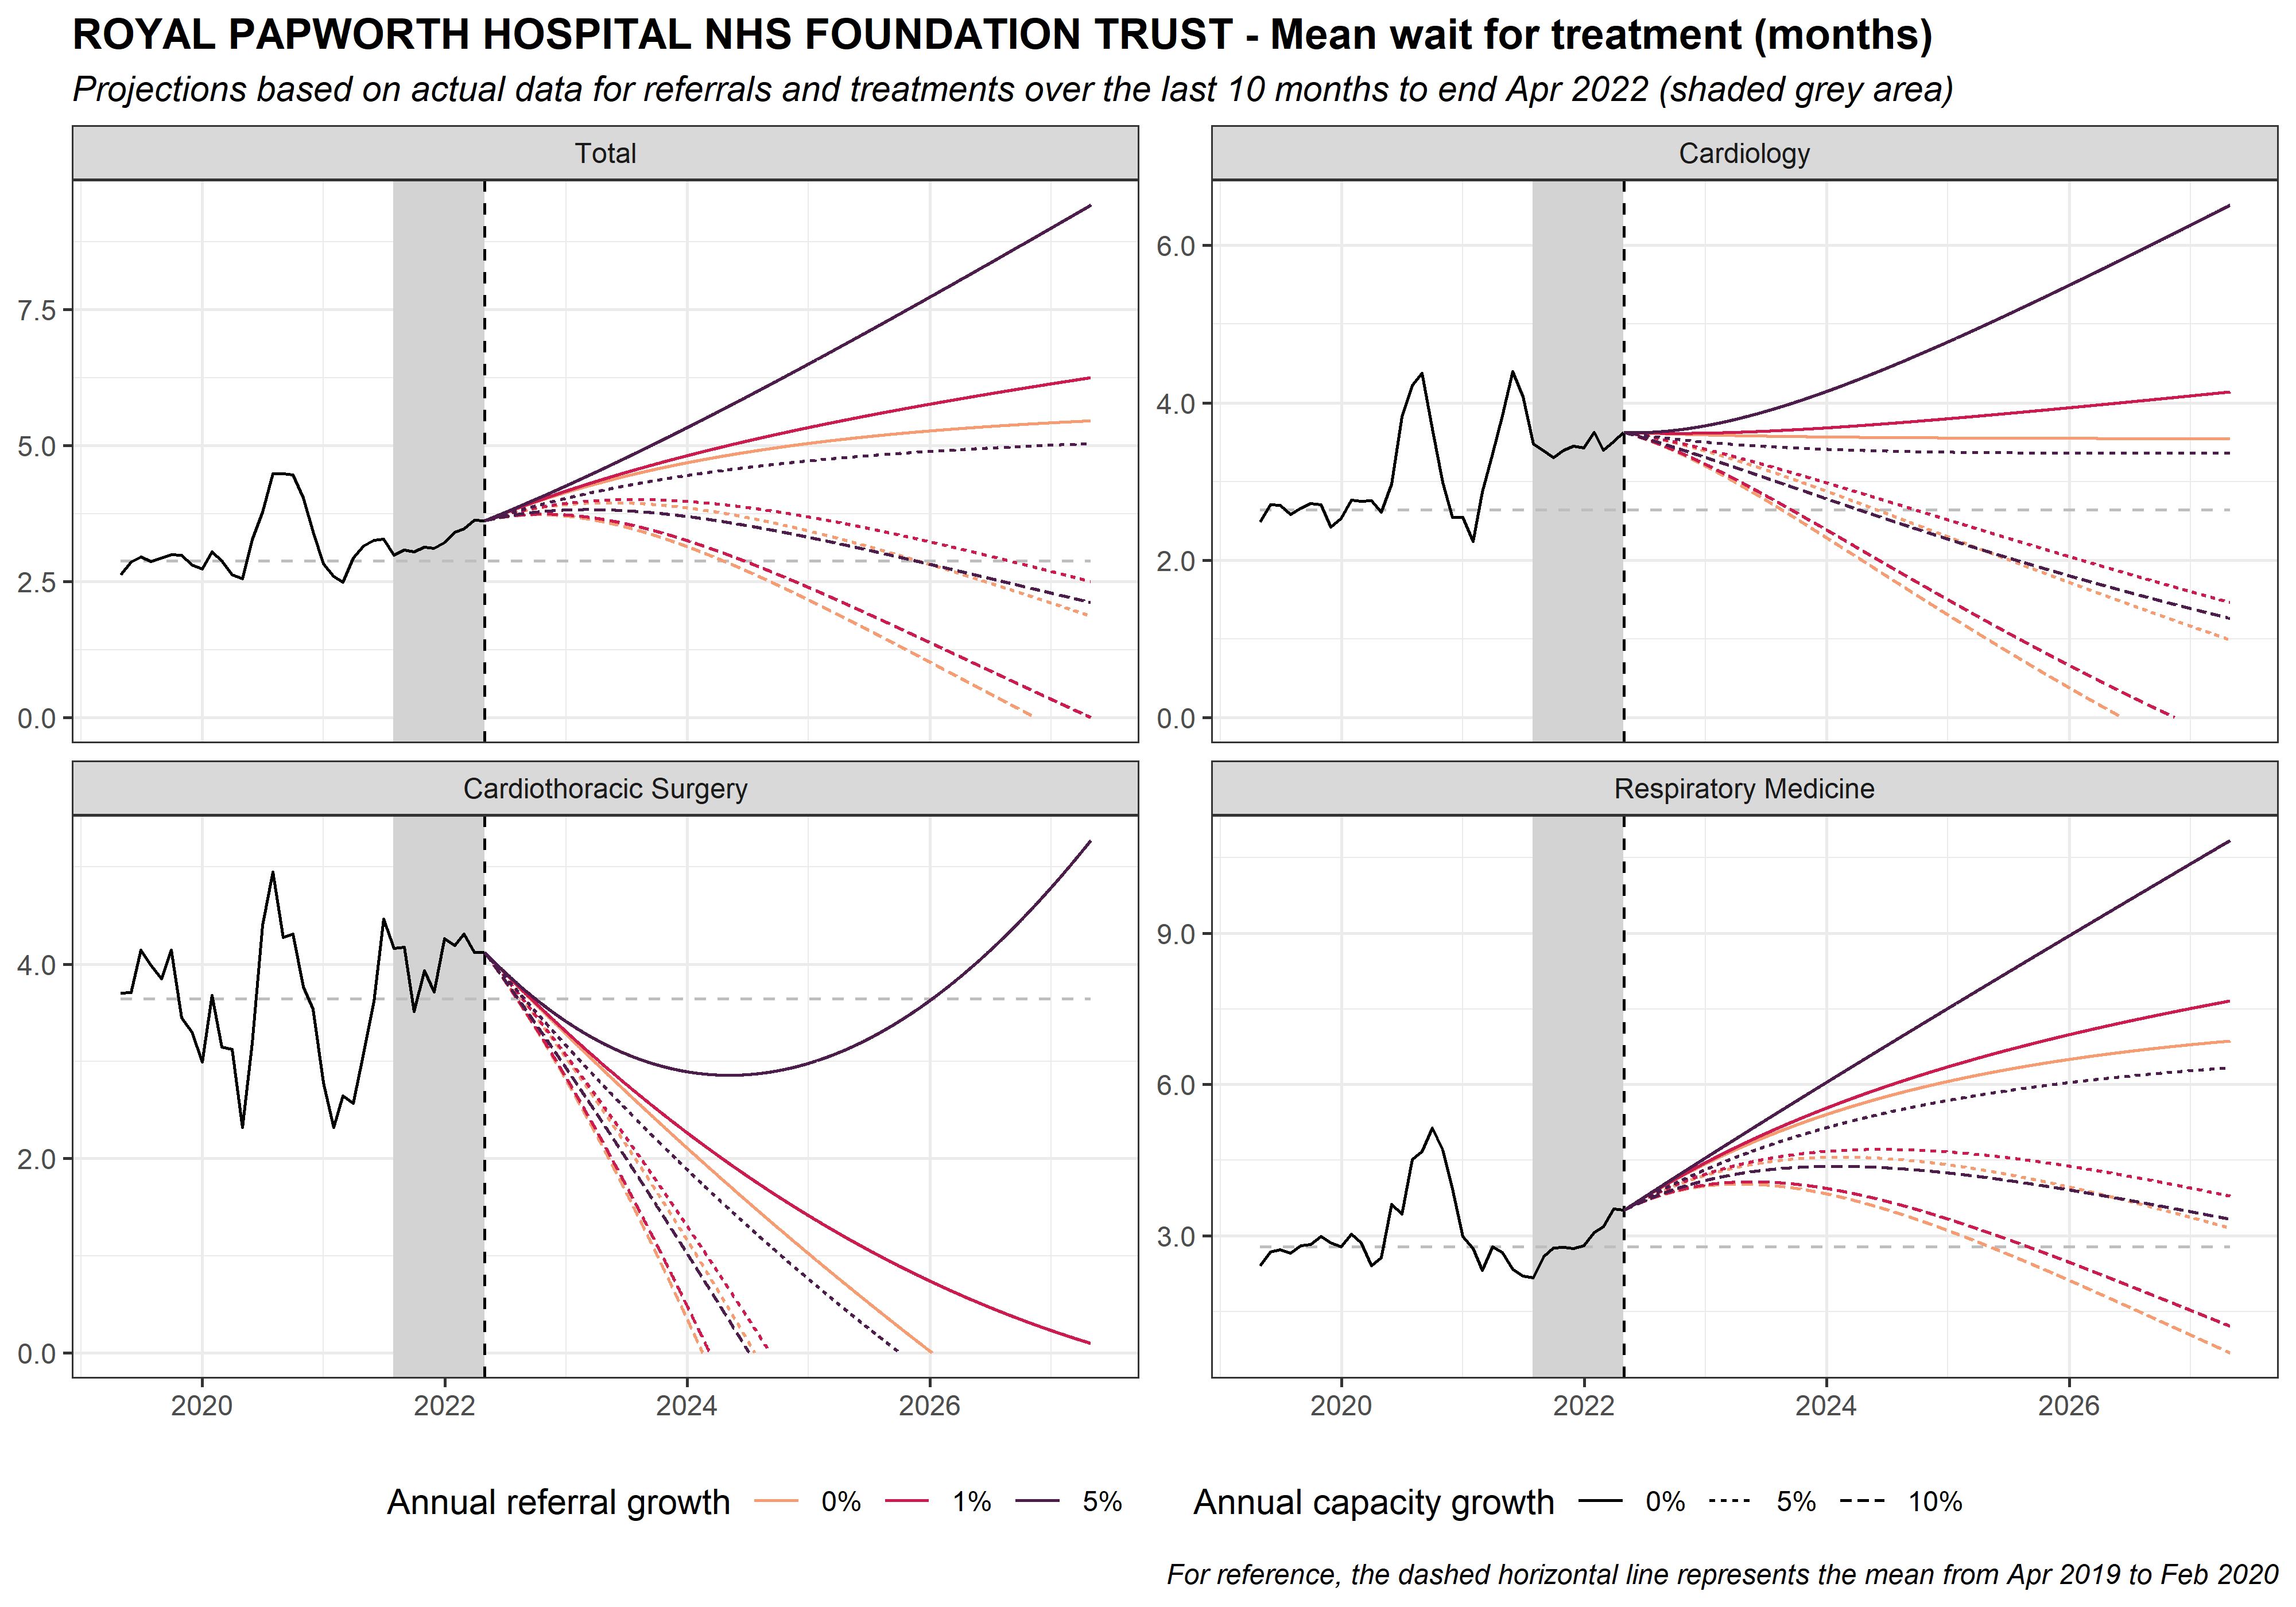 ROYAL PAPWORTH HOSPITAL NHS FOUNDATION TRUST - Mean wait for treatment (months)
Projections based on actual data for referrals and treatments over the last 10 months to end Apr 2022 (shaded grey area)
Total
Cardiology
7.5
5.0
2.5
0.0
6.0
4.0
2.0
0.0
Cardiothoracic Surgery
Respiratory Medicine
4.0
2.0
0.0
9.0
6.0
3.0
2020 2022 2024 2026
2020 2022 2024 2026
Annual referral growth 0% 1% 5%
Annual capacity growth 0% 5% 10%
For reference, the dashed horizontal line represents the mean from Apr 2019 to Feb 2020